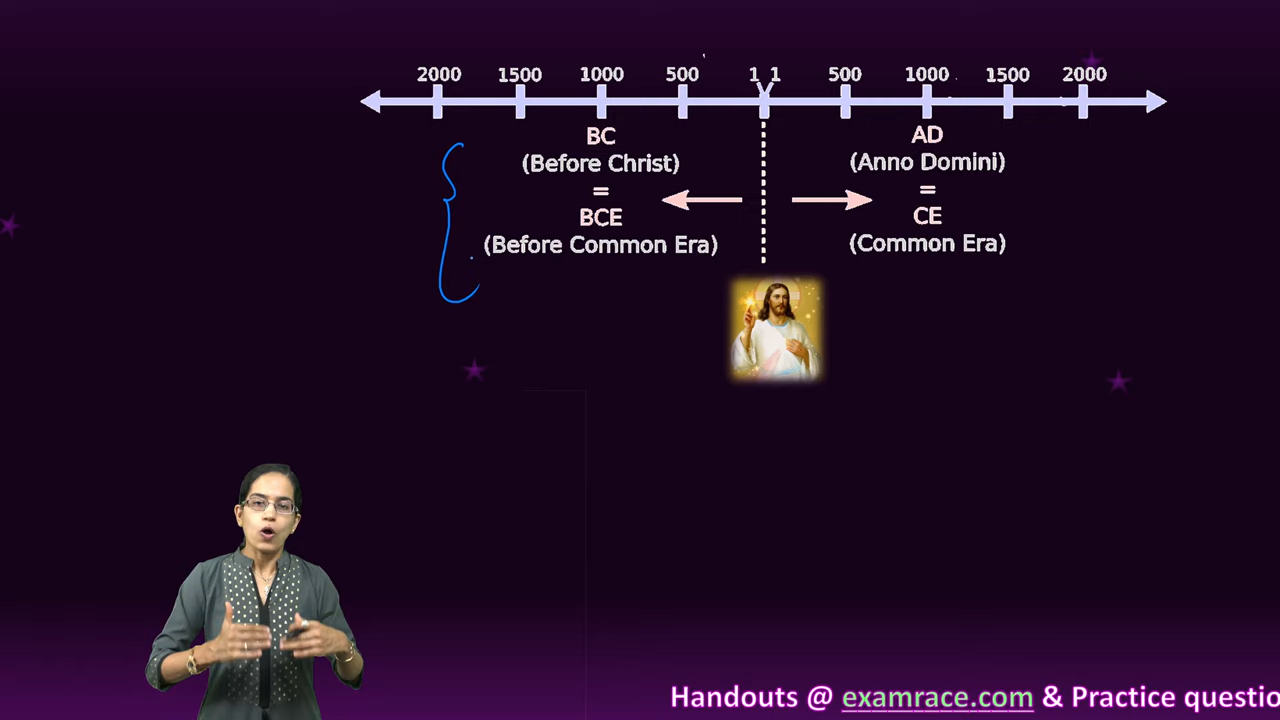 2000 1500 1000 500 1 1 500 1000 1500 2000
BC
(Before Christ)
=
BCE
(Before Common Era)
AD
(Anno Domini)
=
CE
(Common Era)
Handouts @ examrace.com & Practice questio